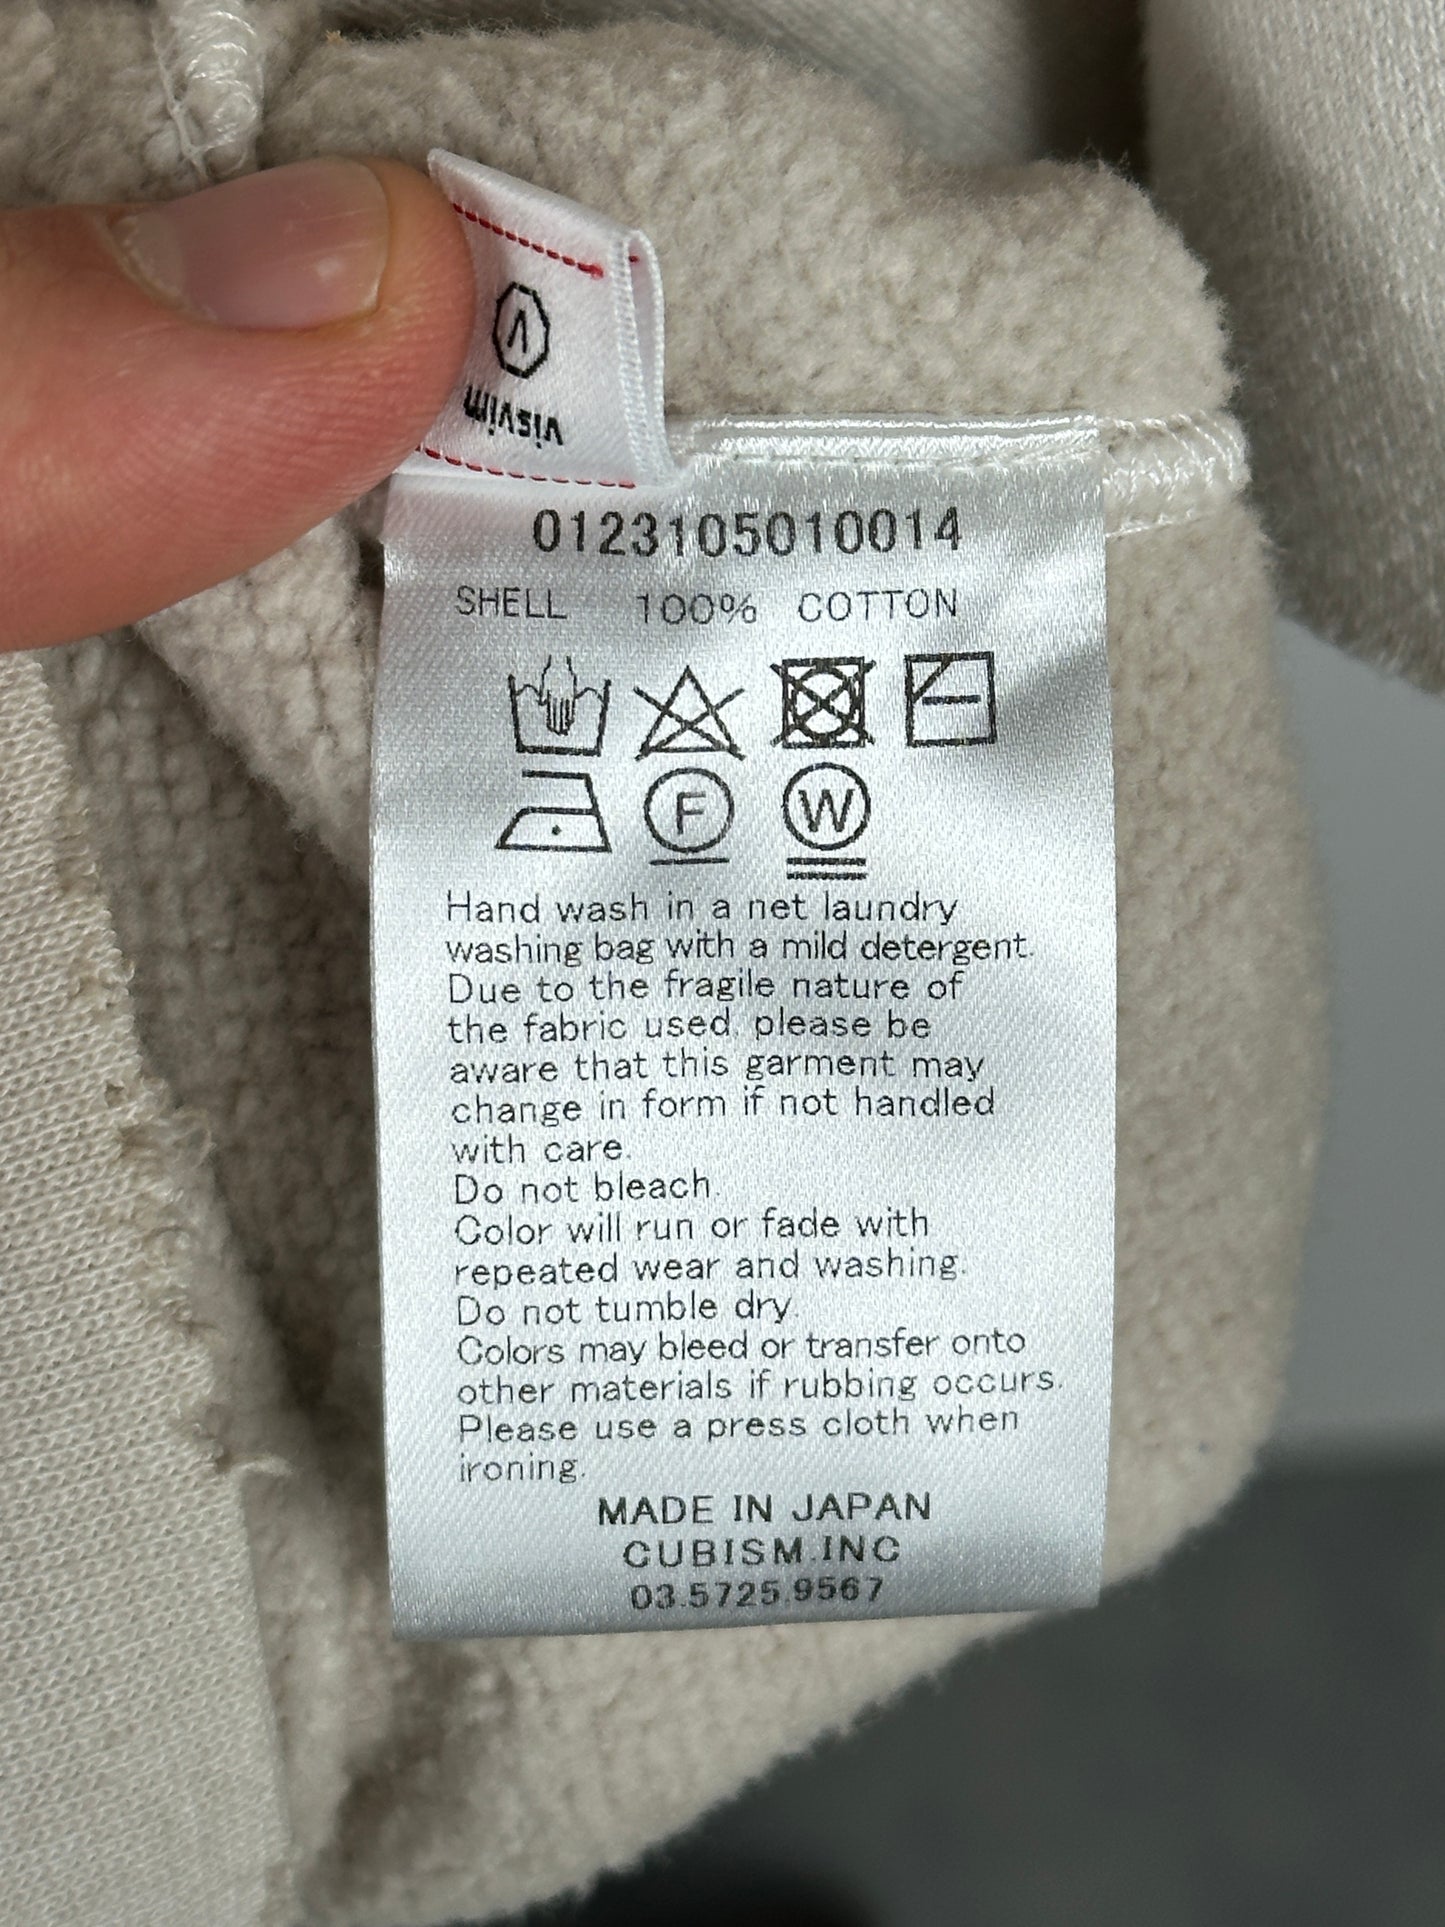 visvim
0123105010014
SHELL 100% COTTON
F W
Hand wash in a net laundry
washing bag with a mild detergent.
Due to the fragile nature of
the fabric used, please be
aware that this garment may
change in form if not handled
with care.
Do not bleach.
Color will run or fade with
repeated wear and washing.
Do not tumble dry.
Colors may bleed or transfer onto
other materials if rubbing occurs.
Please use a press cloth when
ironing.
MADE IN JAPAN
CUBISM.INC
03.5725.9567